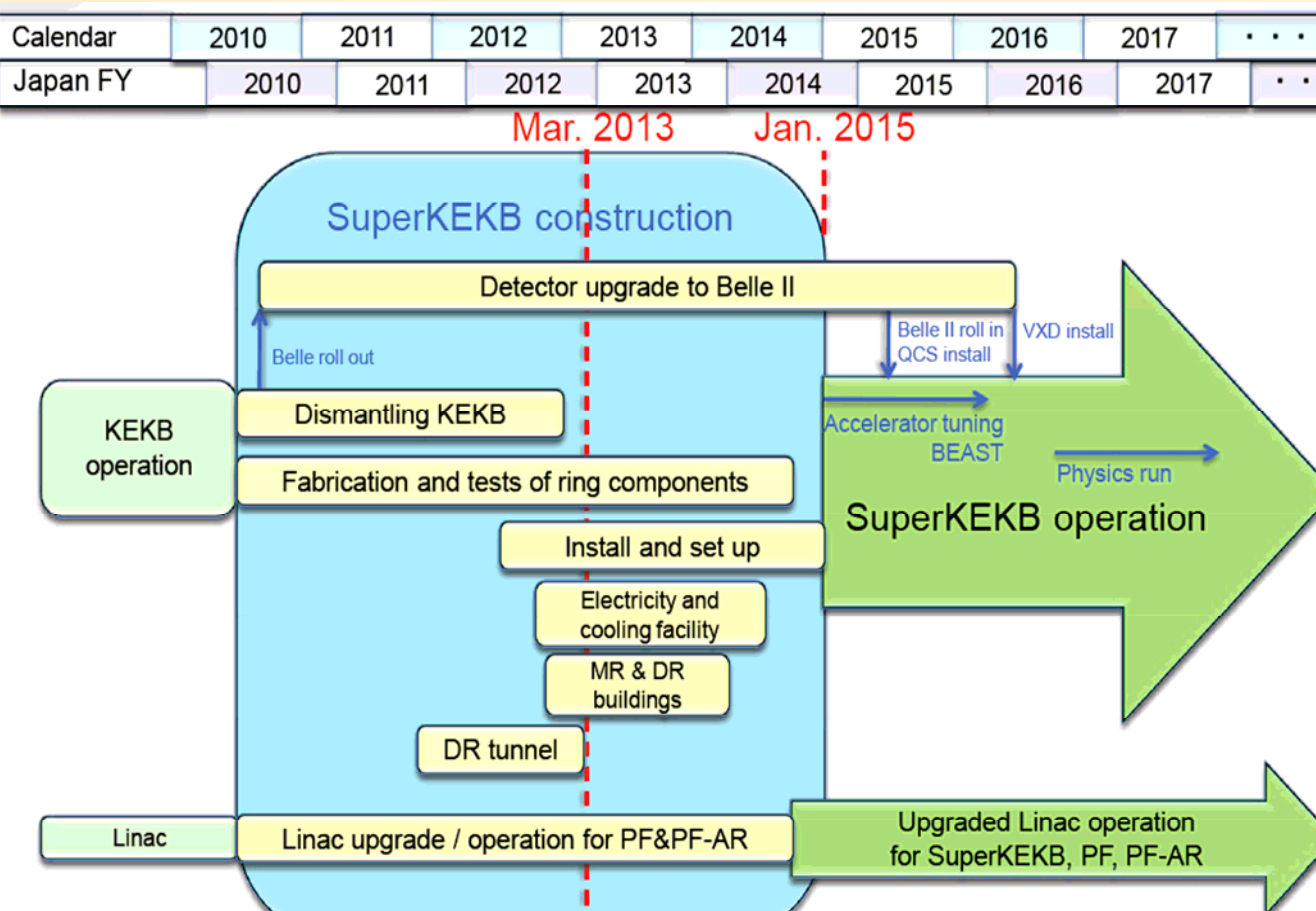 Calendar 2010 2011 2012 2013 2014 2015 2016 2017 · · ·
Japan FY 2010 2011 2012 2013 2014 2015 2016 2017 · ·
Mar. 2013 Jan. 2015
SuperKEKB construction
Detector upgrade to Belle II
Belle roll out
Belle II roll in
QCS install
VXD install
KEKB
operation
Dismantling KEKB
Accelerator tuning
BEAST
Physics run
Fabrication and tests of ring components
SuperKEKB operation
Install and set up
Electricity and
cooling facility
MR & DR
buildings
DR tunnel
Linac
Linac upgrade / operation for PF&PF-AR
Upgraded Linac operation
for SuperKEKB, PF, PF-AR